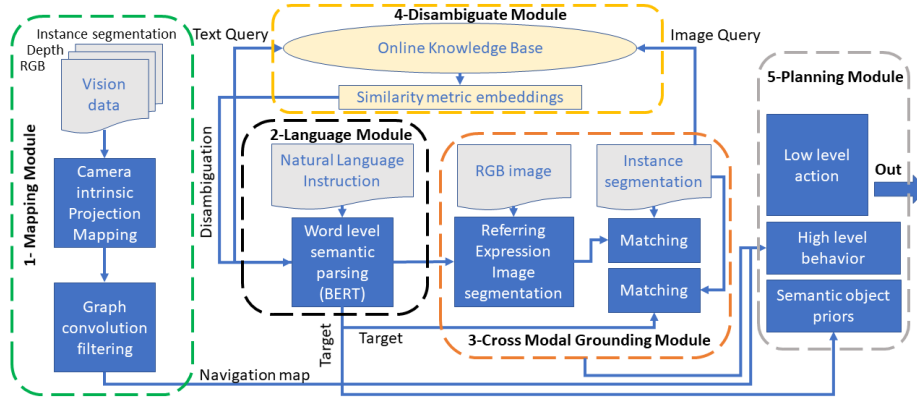 4-Disambiguate Module
Instance segmentation
Depth
RGB
Text Query
Online Knowledge Base
Image Query
Vision
data
5-Planning Module
Similarity metric embeddings
1- Mapping Module
Disambiguation
2-Language Module
Natural Language
Instruction
RGB image
Instance
segmentation
Low level
action
Out
Camera
intrinsic
Projection
Mapping
Word level
semantic
parsing
(BERT)
Referring
Expression
Image
segmentation
Matching
High level
behavior
Matching
Graph
convolution
filtering
Semantic object
priors
Target
Target
3-Cross Modal Grounding Module
Navigation map